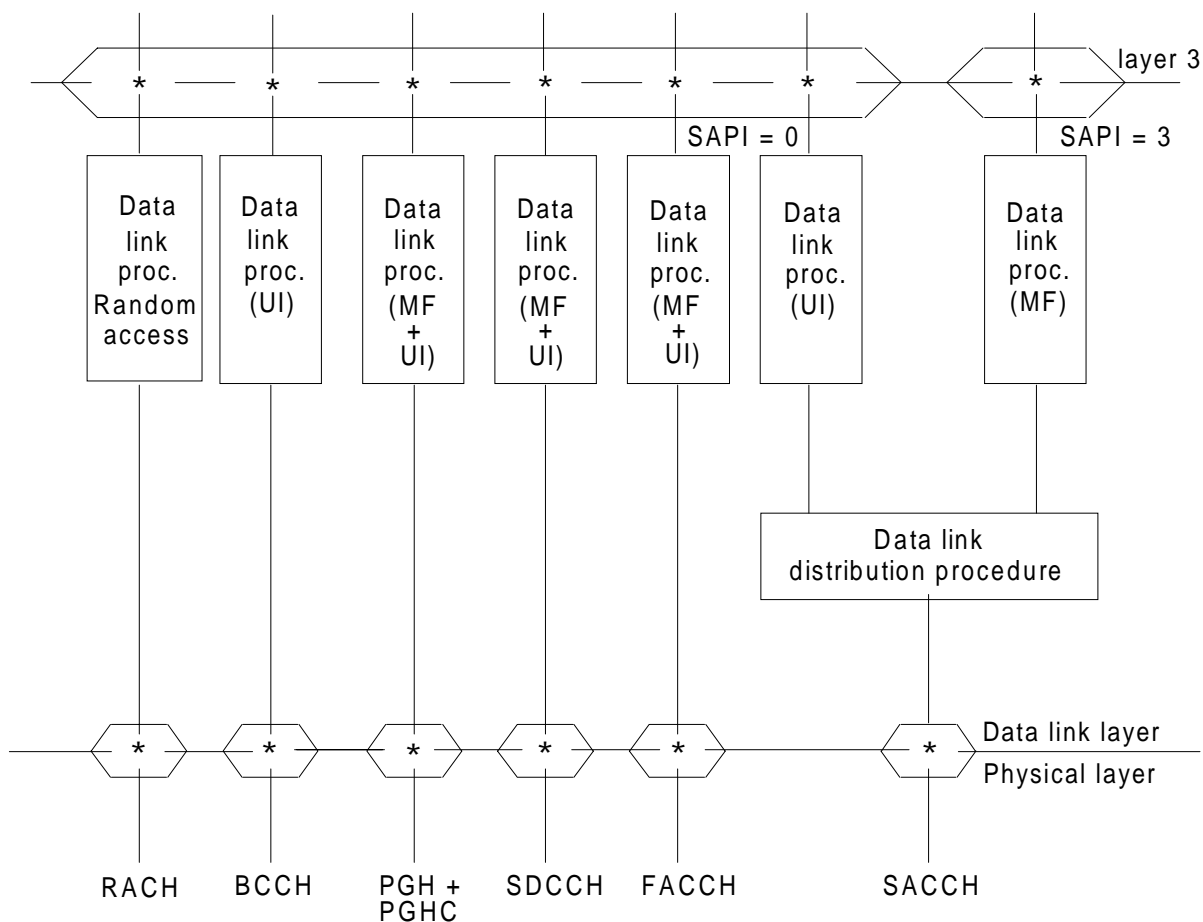 layer 3
* * * * * * *
SAPI = 0
SAPI = 3
Data
link
proc.
Random
access
Data
link
proc.
(UI)
Data
link
proc.
(MF
+
UI)
Data
link
proc.
(MF
+
UI)
Data
link
proc.
(MF
+
UI)
Data
link
proc.
(UI)
Data
link
proc.
(MF)
Data link
distribution procedure
* * * * * *
Data link layer
Physical layer
RACH
BCCH
PGH +
PGHC
SDCCH
FACCH
SACCH